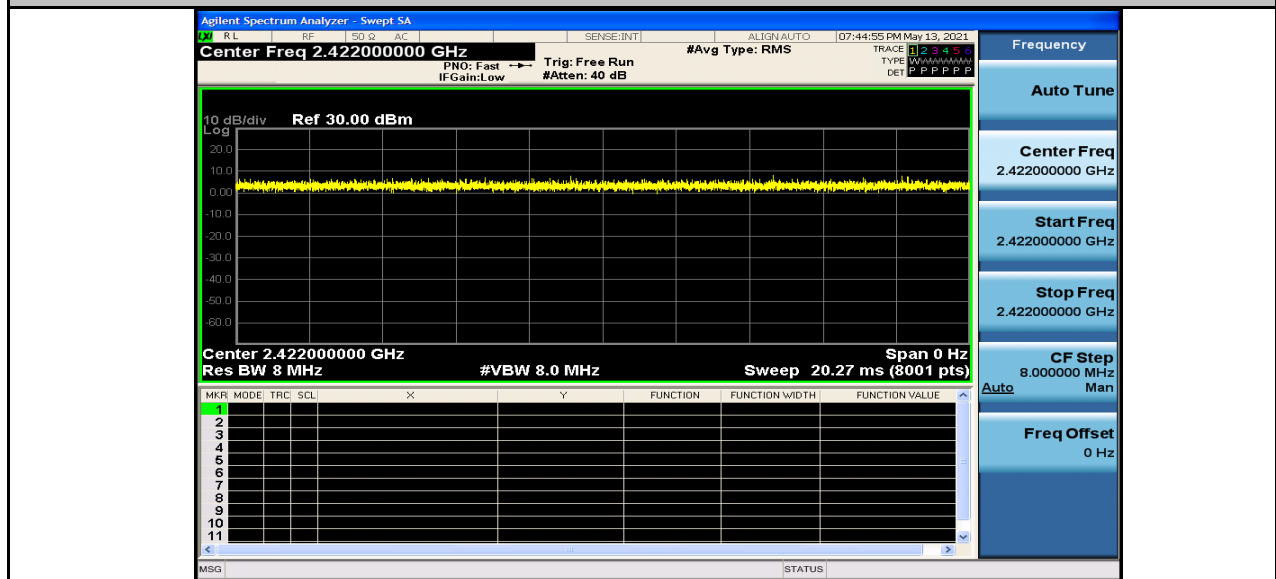 Agilent Spectrum Analyzer - Swept SA
LXI RL RF 50 Ω AC SENSE:INT ALIGN AUTO 07:44:55 PM May 13, 2021
Center Freq 2.422000000 GHz
PNO: Fast
IFGain:Low
Trig: Free Run
#Atten: 40 dB
#Avg Type: RMS
TRACE 1 2 3 4 5 6
TYPE WWWWWW
DET P P P P P P
10 dB/div Ref 30.00 dBm
Log
20.0
10.0
0.00
-10.0
-20.0
-30.0
-40.0
-50.0
-60.0
Center 2.422000000 GHz Span 0 Hz
Res BW 8 MHz #VBW 8.0 MHz Sweep 20.27 ms (8001 pts)
MKR MODE TRC SCL X Y FUNCTION FUNCTION WIDTH FUNCTION VALUE
1
2
3
4
5
6
7
8
9
10
11
MSG STATUS
Frequency
Auto Tune
Center Freq
2.422000000 GHz
Start Freq
2.422000000 GHz
Stop Freq
2.422000000 GHz
CF Step
8.000000 MHz
Auto Man
Freq Offset
0 Hz